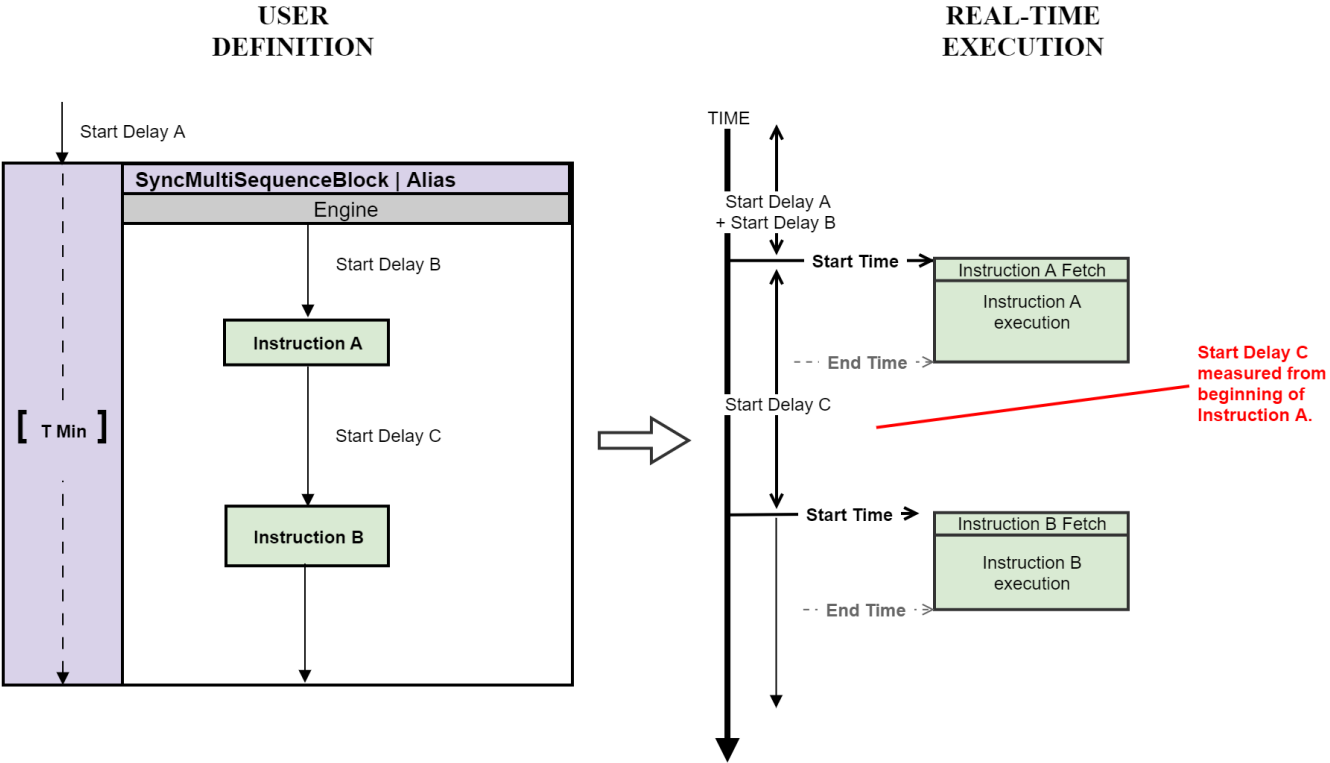 USER
DEFINITION
Start Delay A
SyncMultiSequenceBlock | Alias
Engine
Start Delay B
Instruction A
[ T Min ]
Start Delay C
Instruction B
REAL-TIME
EXECUTION
TIME
Start Delay A
+ Start Delay B
Start Time
Instruction A Fetch
Instruction A
execution
End Time
Start Delay C
Start Delay C
measured from
beginning of
Instruction A.
Start Time
Instruction B Fetch
Instruction B
execution
End Time